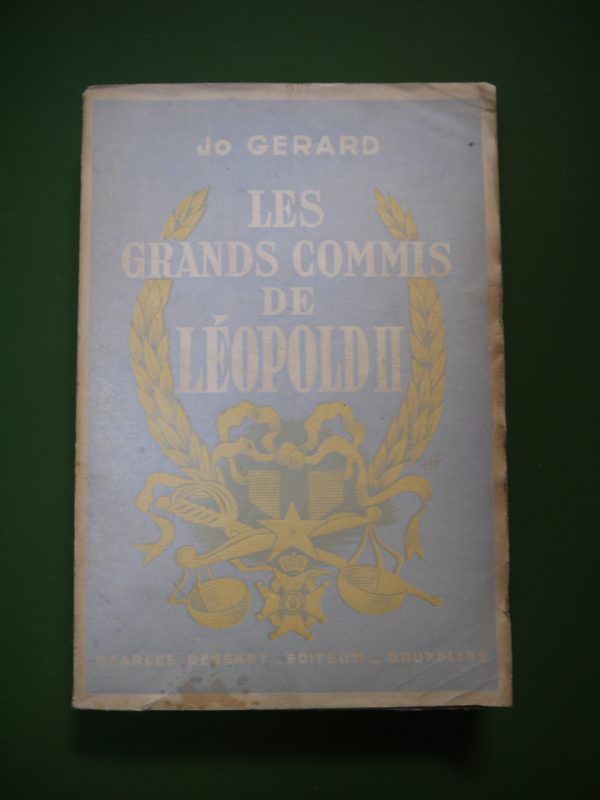 Jo GERARD
LES
GRANDS COMMIS
DE
LÉOPOLD II
CHARLES DESSART - EDITEUR - BRUXELLES